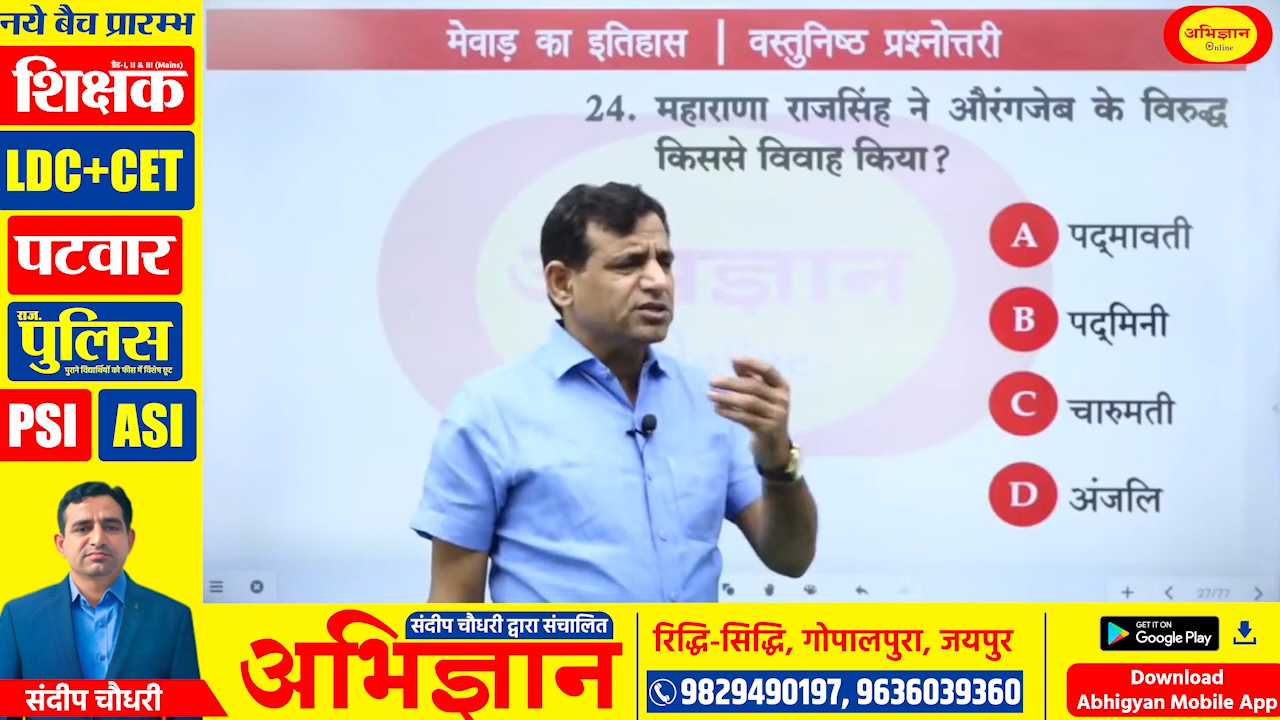 नये बैच प्रारम्भ
ग्रेड-I, II & III (Mains)
शिक्षक
LDC+CET
पटवार
राज.
पुलिस
पुराने विद्यार्थियों को फीस में विशेष छूट
PSI
ASI
संदीप चौधरी
मेवाड़ का इतिहास | वस्तुनिष्ठ प्रश्नोत्तरी
अभिज्ञान
Online
24. महाराणा राजसिंह ने औरंगजेब के विरुद्ध
किससे विवाह किया?
A पद्‌मावती
B पद्‌मिनी
C चारुमती
D अंजलि
27/77
संदीप चौधरी द्वारा संचालित
अभिज्ञान
रिद्धि-सिद्धि, गोपालपुरा, जयपुर
9829490197, 9636039360
GET IT ON
Google Play
Download
Abhigyan Mobile App